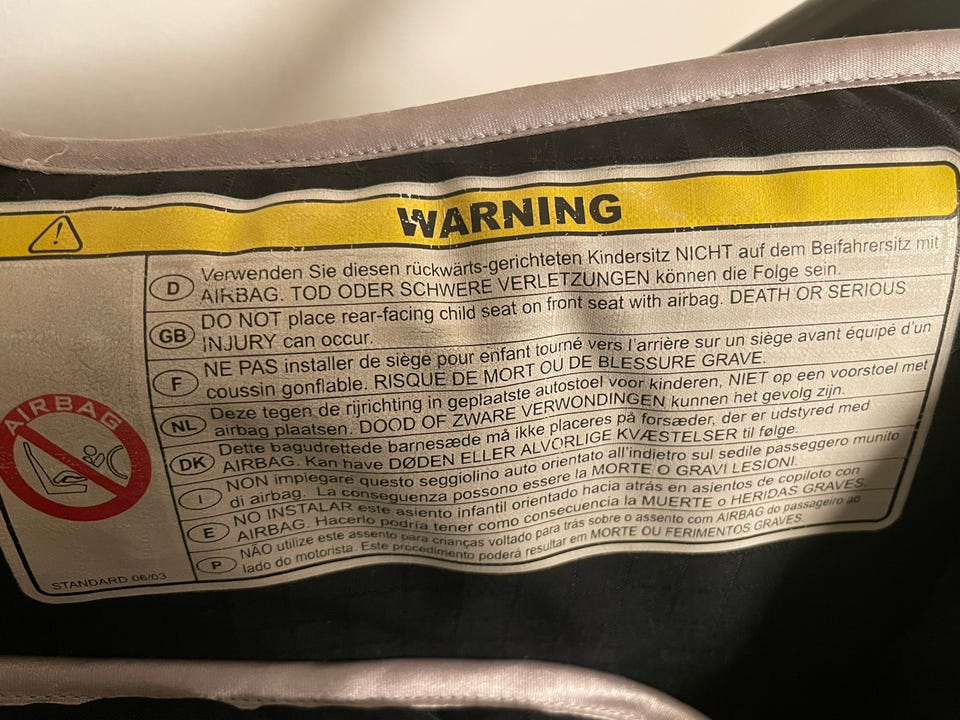 WARNING
D Verwenden Sie diesen rückwärts-gerichteten Kindersitz NICHT auf dem Beifahrersitz mit
AIRBAG. TOD ODER SCHWERE VERLETZUNGEN können die Folge sein.
GB DO NOT place rear-facing child seat on front seat with airbag. DEATH OR SERIOUS
INJURY can occur.
F NE PAS installer de siège pour enfant tourné vers l'arrière sur un siège avant équipé d'un
coussin gonflable. RISQUE DE MORT OU DE BLESSURE GRAVE.
NL Deze tegen de rijrichting in geplaatste autostoel voor kinderen, NIET op een voorstoel met
airbag plaatsen. DOOD OF ZWARE VERWONDINGEN kunnen het gevolg zijn.
DK Dette bagudrettede barnesæde må ikke placeres på forsæder, der er udstyred med
AIRBAG. Kan have DØDEN ELLER ALVORLIGE KVÆSTELSER til følge.
I NON impiegare questo seggiolino auto orientato all'indietro sul sedile passeggero munito
di airbag. La conseguenza possono essere la MORTE O GRAVI LESIONI.
E NO INSTALAR este asiento infantil orientado hacia atrás en asientos de copiloto con
AIRBAG. Hacerlo podría tener como consecuencia la MUERTE o HERIDAS GRAVES.
P NÃO utilize este assento para crianças voltado para trás sobre o assento com AIRBAG do passageiro ao
lado do motorista. Este procedimento poderá resultar em MORTE OU FERIMENTOS GRAVES.
AIRBAG
STANDARD 06/03